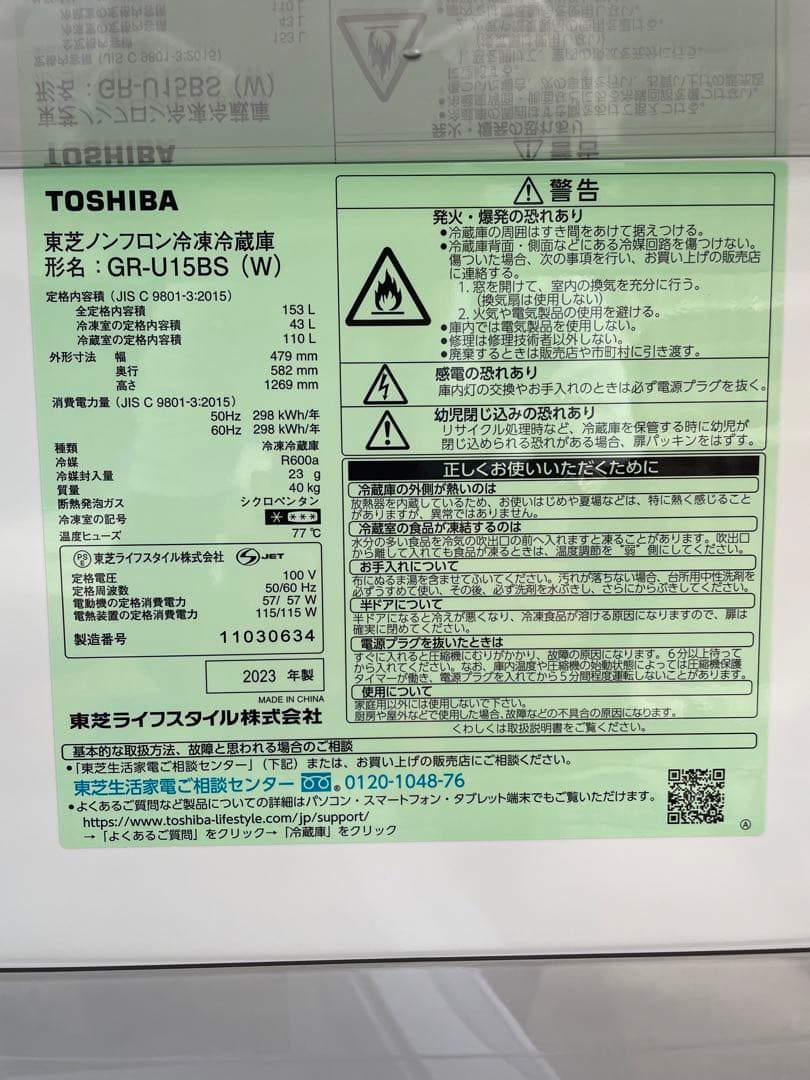 TOSHIBA
東芝ノンフロン冷凍冷蔵庫
形名：GR-U15BS（W）
定格内容積（JIS C 9801-3:2015）
全定格内容積 153 L
冷凍室の定格内容積 43 L
冷蔵室の定格内容積 110 L
外形寸法 幅 479 mm
奥行 582 mm
高さ 1269 mm
消費電力量（JIS C 9801-3:2015）
50Hz 298 kWh/年
60Hz 298 kWh/年
種類 冷凍冷蔵庫
冷媒 R600a
冷媒封入量 23 g
質量 40 kg
断熱発泡ガス シクロペンタン
冷凍室の記号
温度ヒューズ 77 ℃
PS E 東芝ライフスタイル株式会社 S JET
定格電圧 100 V
定格周波数 50/60 Hz
電動機の定格消費電力 57/ 57 W
電熱装置の定格消費電力 115/115 W
製造番号 11030634
2023 年製
MADE IN CHINA
東芝ライフスタイル株式会社
警告
発火・爆発の恐れあり
●冷蔵庫の周囲はすき間をあけて据えつける。
●冷蔵庫背面・側面などにある冷媒回路を傷つけない。
傷ついた場合、次の事項を行い、お買い上げの販売店
に連絡する。
1. 窓を開けて、室内の換気を充分に行う。
（換気扇は使用しない）
2. 火気や電気製品の使用を避ける。
●庫内では電気製品を使用しない。
●修理は修理技術者以外しない。
●廃棄するときは販売店や市町村に引き渡す。
感電の恐れあり
庫内灯の交換やお手入れのときは必ず電源プラグを抜く。
幼児閉じ込みの恐れあり
リサイクル処理時など、冷蔵庫を保管する時に幼児が
閉じ込められる恐れがある場合、扉パッキンをはずす。
正しくお使いいただくために
冷蔵庫の外側が熱いのは
放熱器を内蔵しているため、お使いはじめや夏場などは、特に熱く感じること
がありますが、異常ではありません。
冷蔵室の食品が凍結するのは
水分の多い食品を冷気の吹出口の前へ入れますと凍ることがあります。吹出口
から離して入れても食品が凍るときは、温度調節を“弱”側にしてください。
お手入れについて
布にぬるま湯を含ませてふいてください。汚れが落ちない場合、台所用中性洗剤を
必ずうすめて使い、その後、必ず洗剤を水ぶきし、さらにからぶきしてください。
半ドアについて
半ドアになると冷えが悪くなり、冷凍食品が溶ける原因になりますので、扉は
確実に閉めてください。
電源プラグを抜いたときは
すぐに入れると圧縮機にむりがかかり、故障の原因になります。6分以上待って
から入れてください。なお、庫内温度や圧縮機の始動状態によっては圧縮機保護
タイマーが働き、電源プラグを入れてから5分間程度運転しないことがあります。
使用について
家庭用以外には使用しないで下さい。
厨房や屋外などで使用した場合、故障などの不具合の原因になります。
くわしくは取扱説明書をご覧ください。
基本的な取扱方法、故障と思われる場合のご相談
●「東芝生活家電ご相談センター」（下記）または、お買い上げの販売店にご相談ください。
東芝生活家電ご相談センター 0120-1048-76
●よくあるご質問など製品についての詳細はパソコン・スマートフォン・タブレット端末でもご覧いただけます。
https://www.toshiba-lifestyle.com/jp/support/
→「よくあるご質問」をクリック→「冷蔵庫」をクリック
Ⓐ